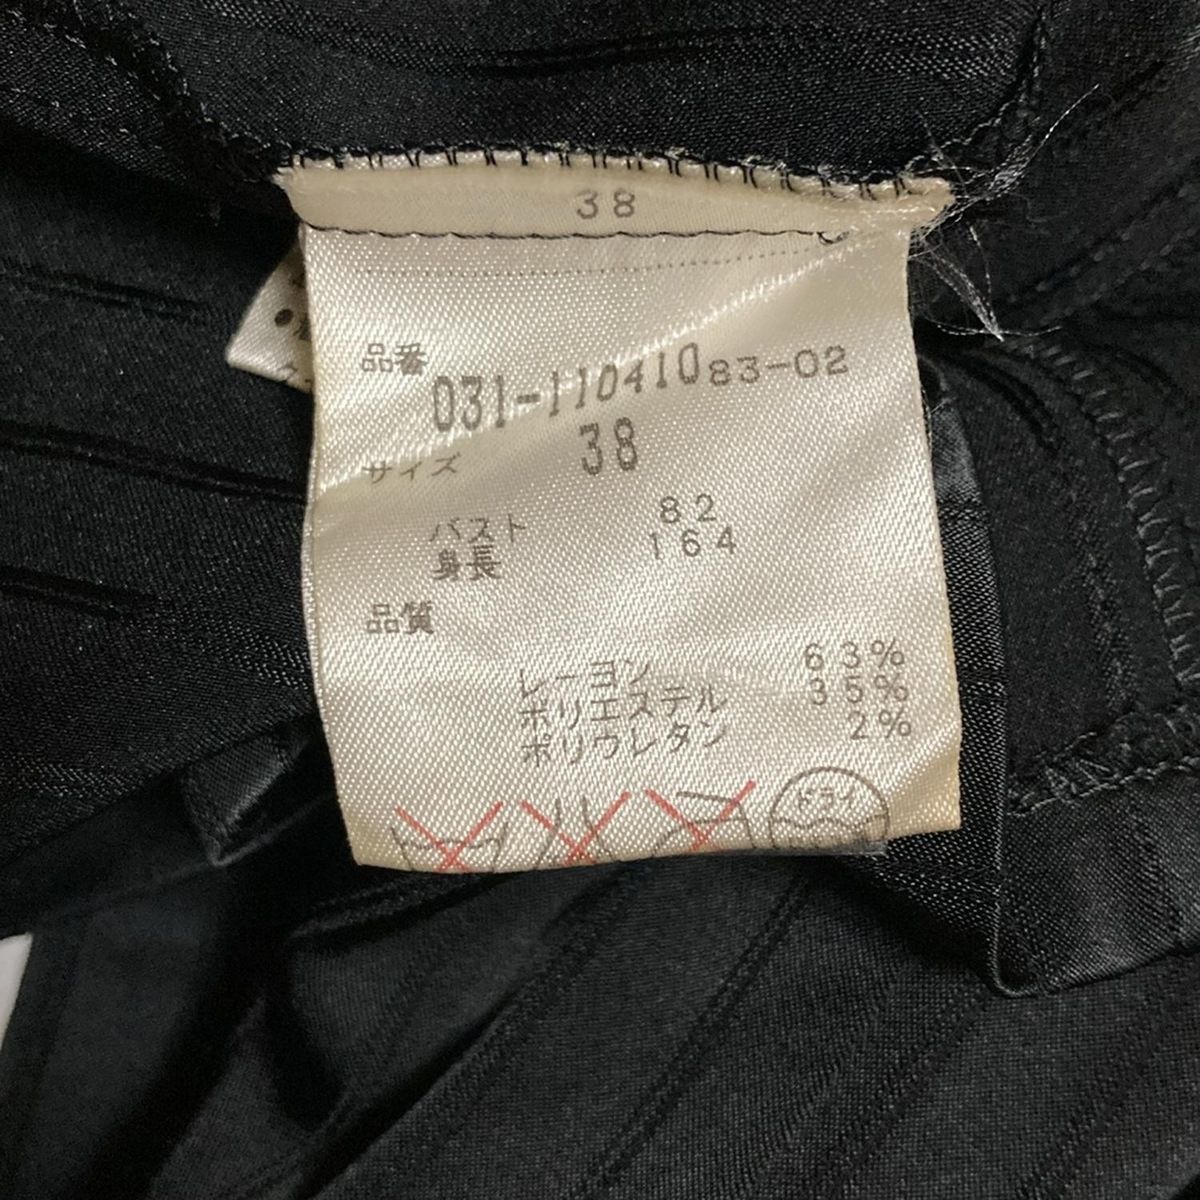 38
品番
031-11041083-02
サイズ 38
バスト 82
身長 164
品質
レーヨン 63%
ポリエステル 35%
ポリウレタン 2%
ドライ